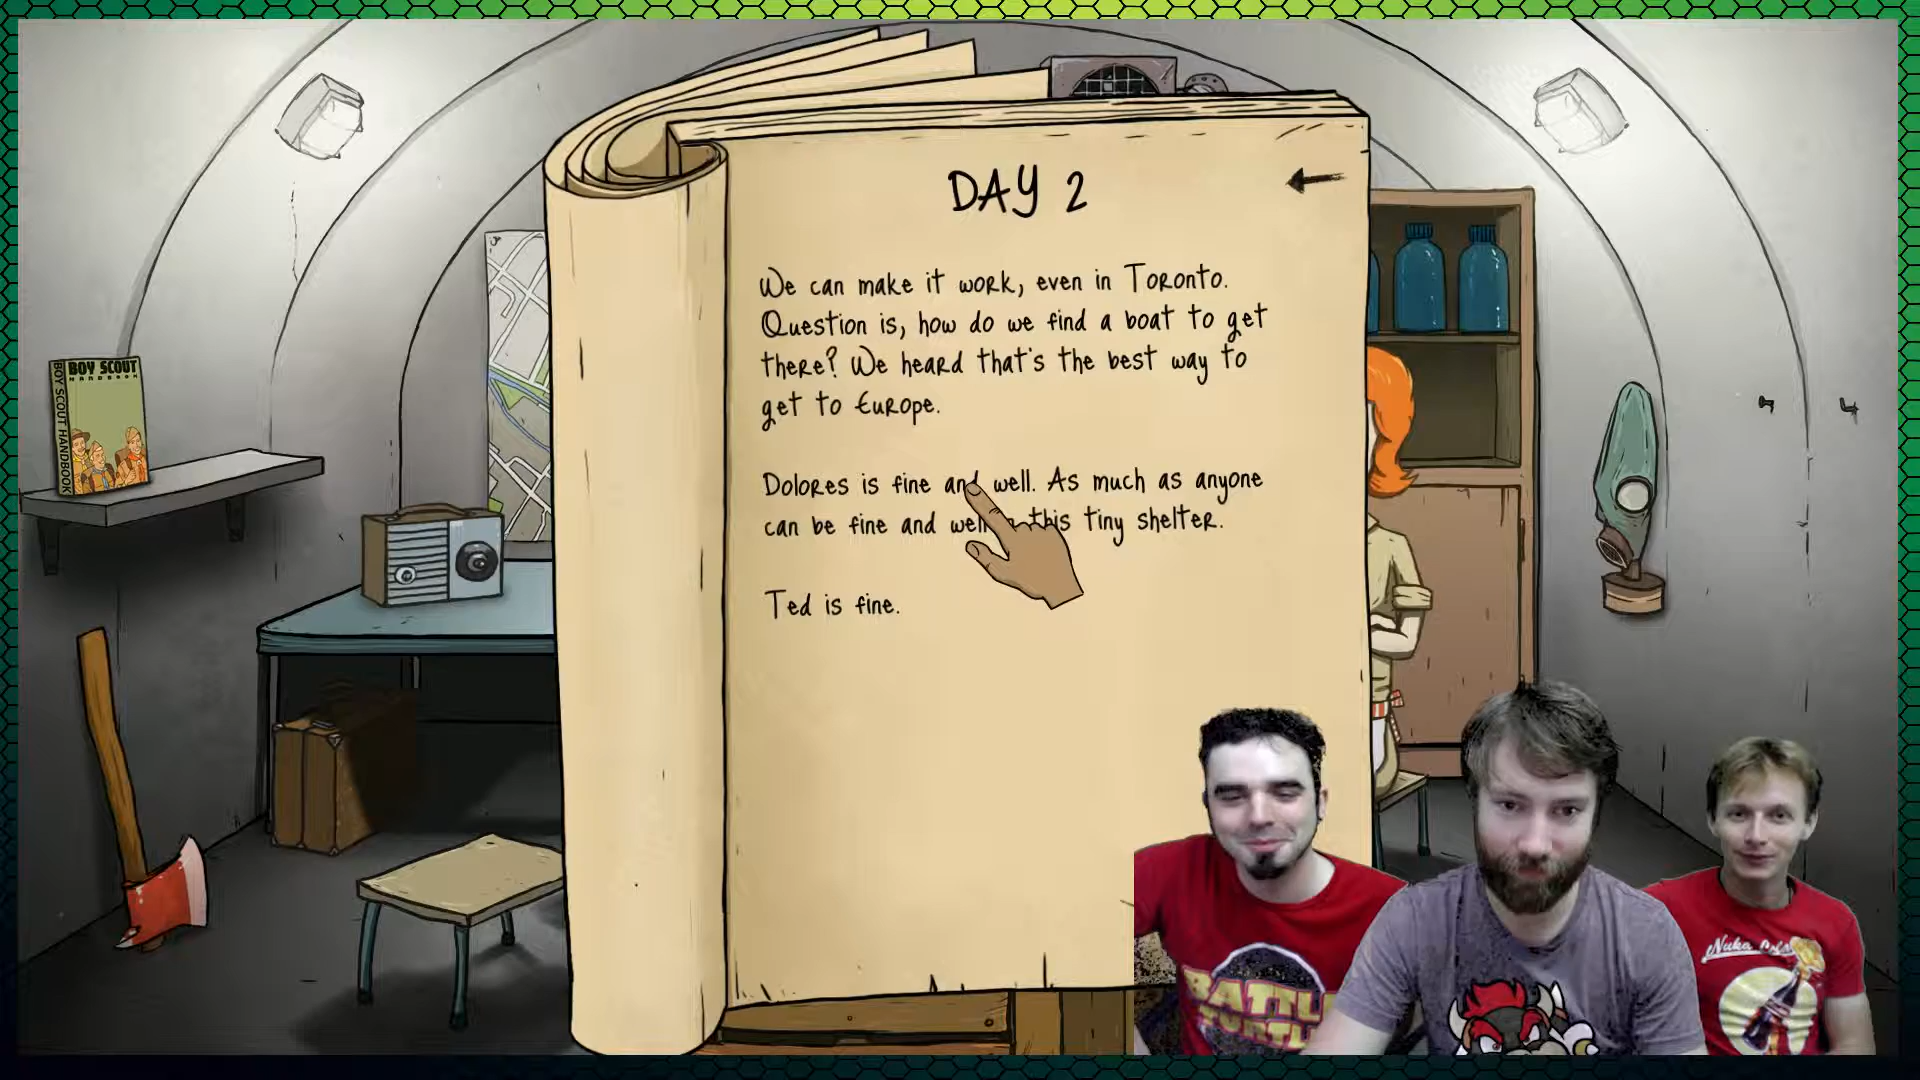 BOY SCOUT
HANDBOOK
BOY SCOUT HANDBOOK
DAY 2
We can make it work, even in Toronto.
Question is, how do we find a boat to get
there? We heard that's the best way to
get to Europe.
Dolores is fine and well. As much as anyone
can be fine and well this tiny shelter.
Ted is fine.
BATTLE
Nuka